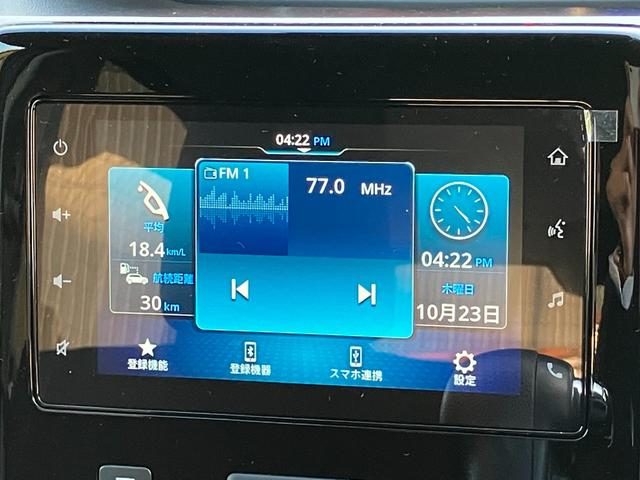 04:22 PM
FM 1
77.0 MHz
平均
18.4 km/L
航続距離
30 km
04:22 PM
木曜日
10月23日
登録機能
登録機器
スマホ連携
設定